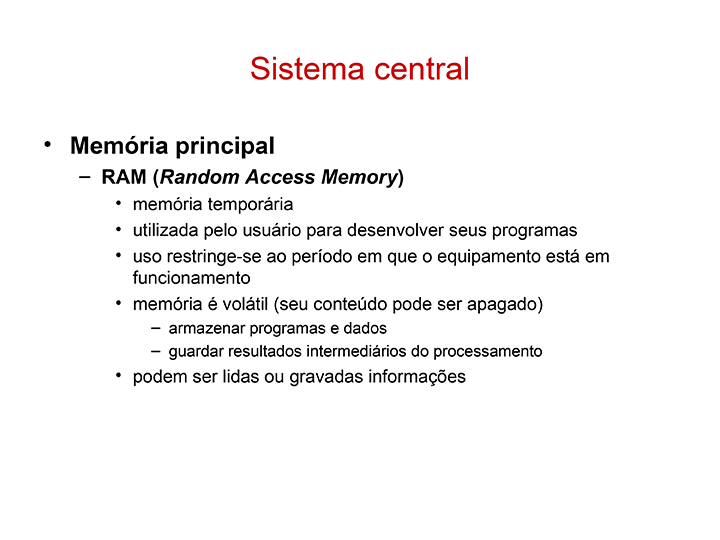 Sistema central
• Memória principal
– RAM (Random Access Memory)
• memória temporária
• utilizada pelo usuário para desenvolver seus programas
• uso restringe-se ao período em que o equipamento está em
funcionamento
• memória é volátil (seu conteúdo pode ser apagado)
– armazenar programas e dados
– guardar resultados intermediários do processamento
• podem ser lidas ou gravadas informações